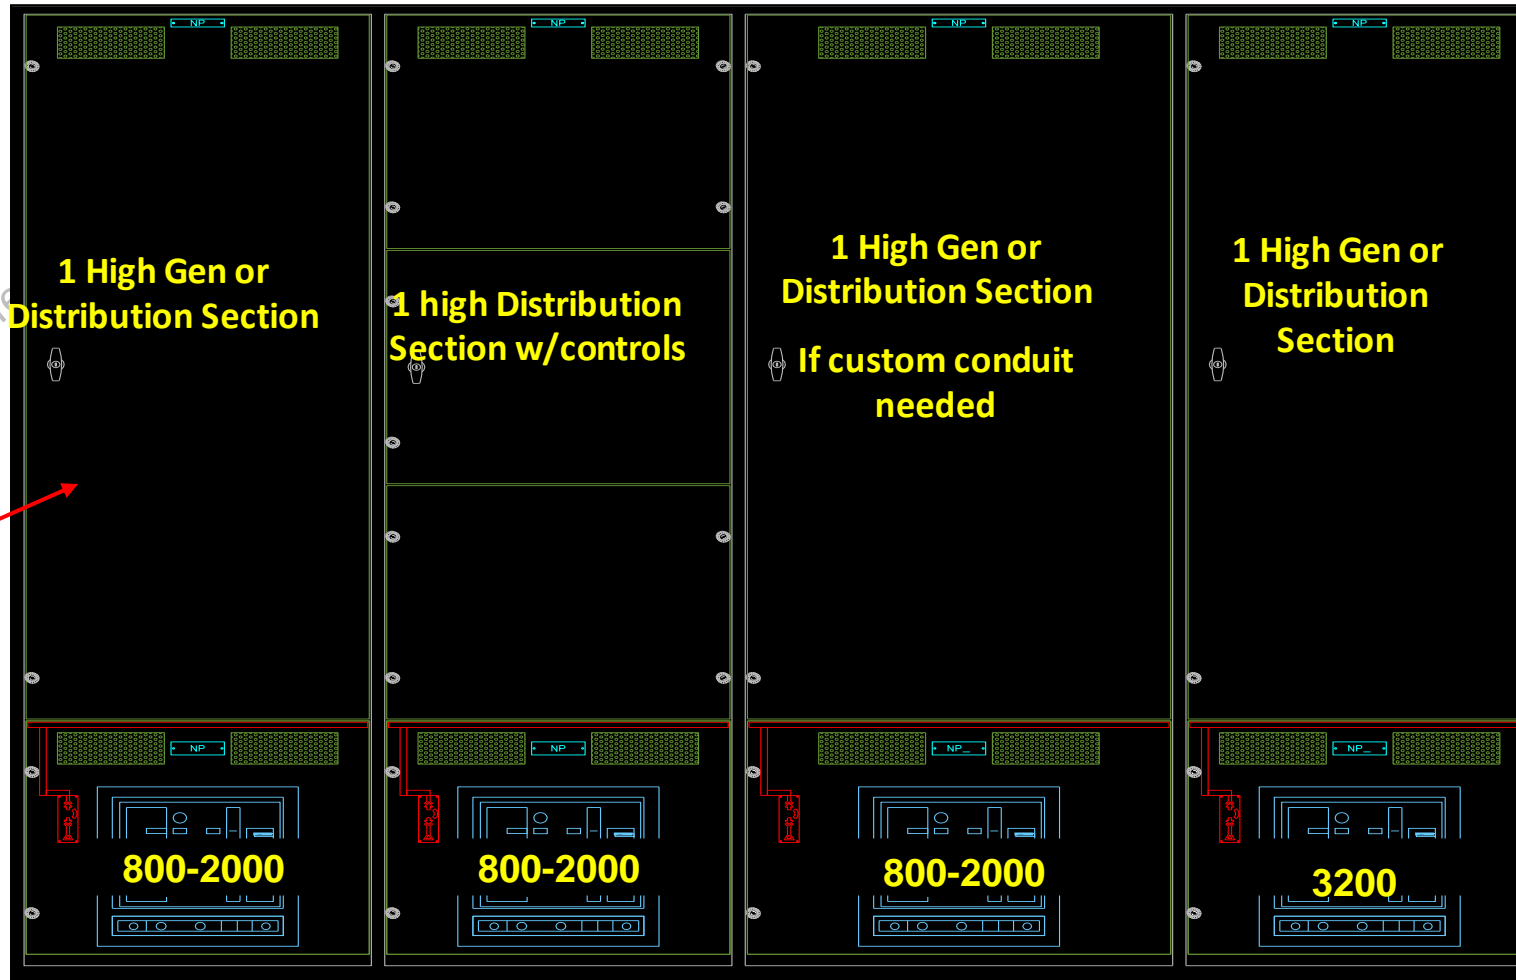 NP
NP
NP
NP
1 High Gen or
Distribution Section
1 high Distribution
Section w/controls
1 High Gen or
Distribution Section
If custom conduit
needed
1 High Gen or
Distribution
Section
NP
NP
NP_
NP_
800-2000
800-2000
800-2000
3200